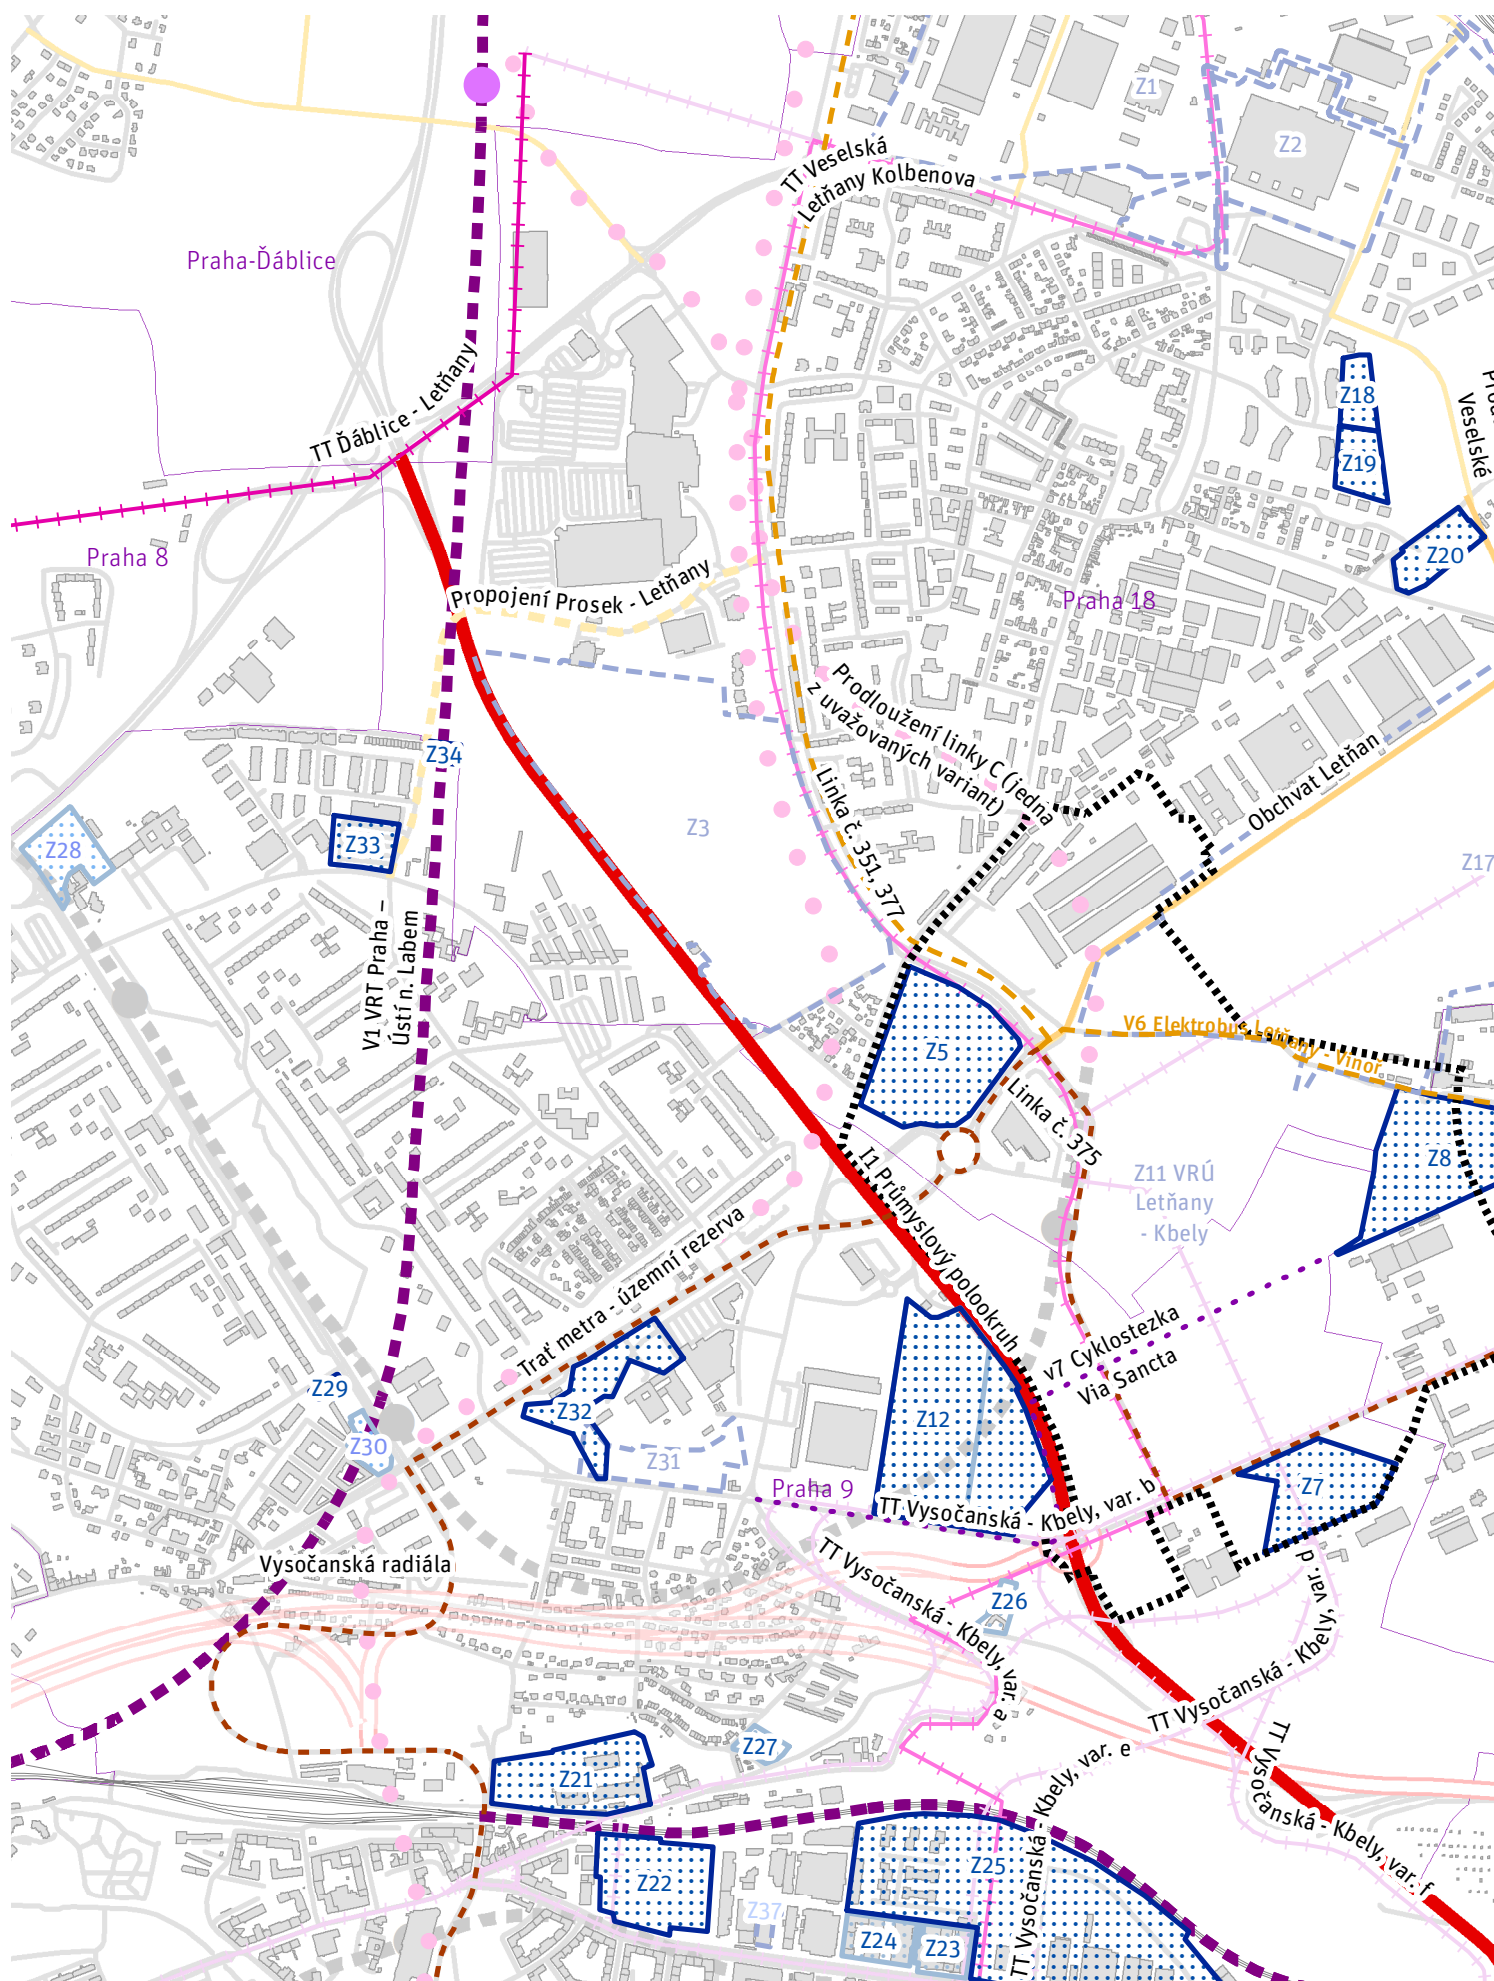 Z1
Z2
TT Veselská
Letňany Kolbenova
Praha-Ďáblice
TT Ďáblice - Letňany
Z18
Veselské
Z19
Praha 8
Z20
Propojení Prosek - Letňany
Praha 18
Prodloužení linky C (jedna
z uvažovaných variant)
Z34
Obchvat Letňan
Linka č. 351, 377
Z3
Z33
Z28
Z17
V1 VRT Praha –
Ústí n. Labem
V6 Elektrobus Letňany - Vinoř
Z5
Linka č. 375
Z8
Z11 VRÚ
Letňany
- Kbely
I1 Průmyslový polookruh
Trať metra - územní rezerva
v7 Cyklostezka
Via Sancta
Z29
Z32
Z12
Z30
Z31
Praha 9
Z7
TT Vysočanská - Kbely, var. b
Vysočanská radiála
TT Vysočanská - Kbely, var. a
Z26
TT Vysočanská - Kbely, var. d
Z27
TT Vysočanská - Kbely, var. e
TT Vysočanská - Kbely, var. f
Z21
Z25
Z22
Z37
Z24
Z23